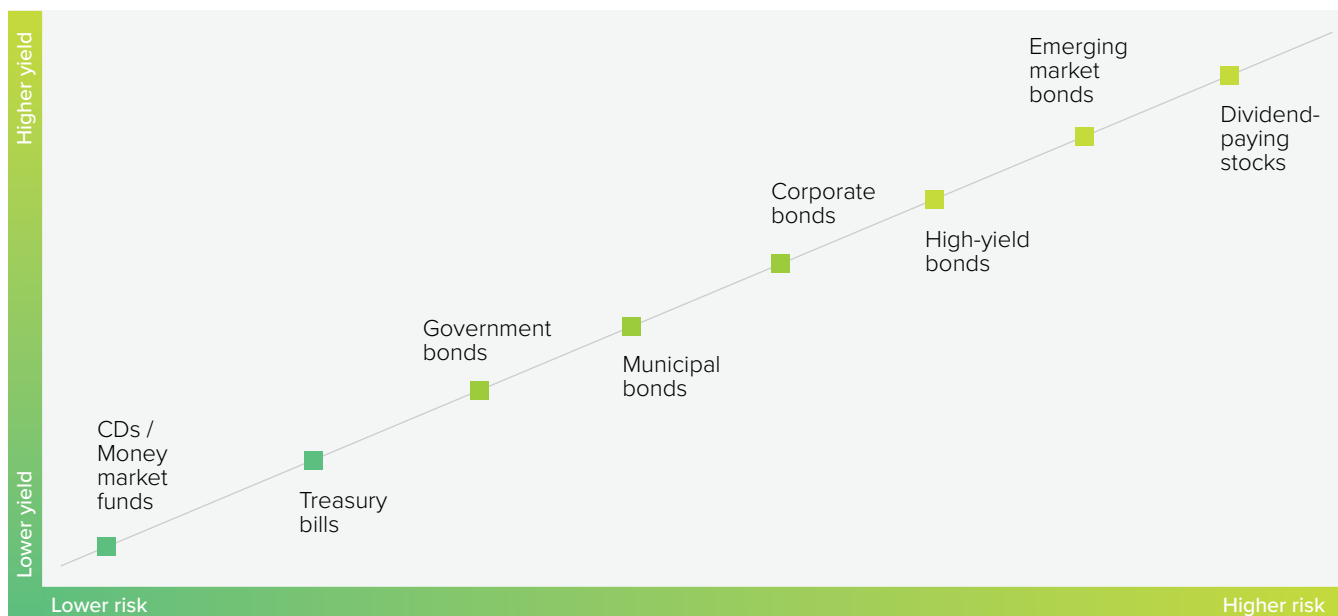 Higher yield
Lower yield
Emerging
market
bonds
Dividend-
paying
stocks
Corporate
bonds
High-yield
bonds
Government
bonds
Municipal
bonds
CDs /
Money
market
funds
Treasury
bills
Lower risk
Higher risk